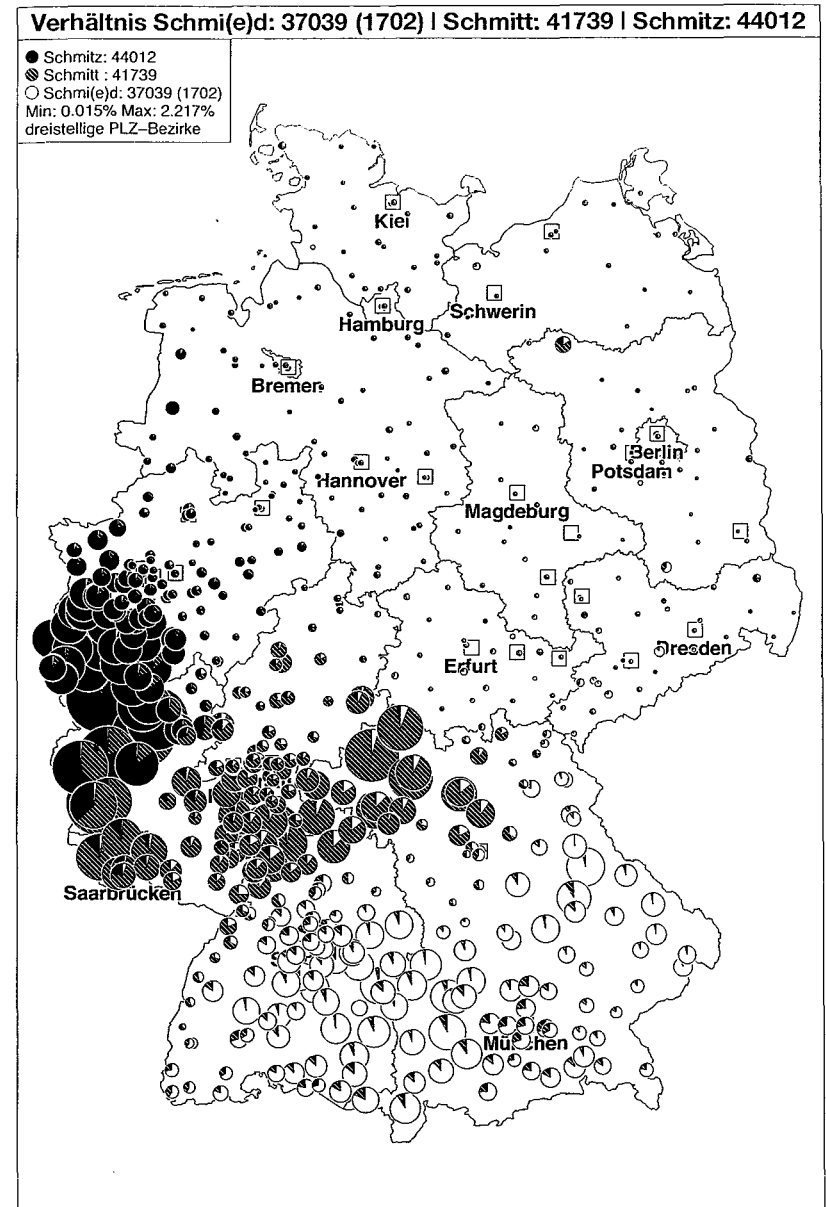 Verhältnis Schmi(e)d: 37039 (1702) | Schmitt: 41739 | Schmitz: 44012
Schmitz: 44012
Schmitt : 41739
Schmi(e)d: 37039 (1702)
Min: 0.015% Max: 2.217%
dreistellige PLZ–Bezirke
Kiel
Schwerin
Hamburg
Bremen
Berlin
Potsdam
Hannover
Magdeburg
Dresden
Erfurt
Saarbrücken
München